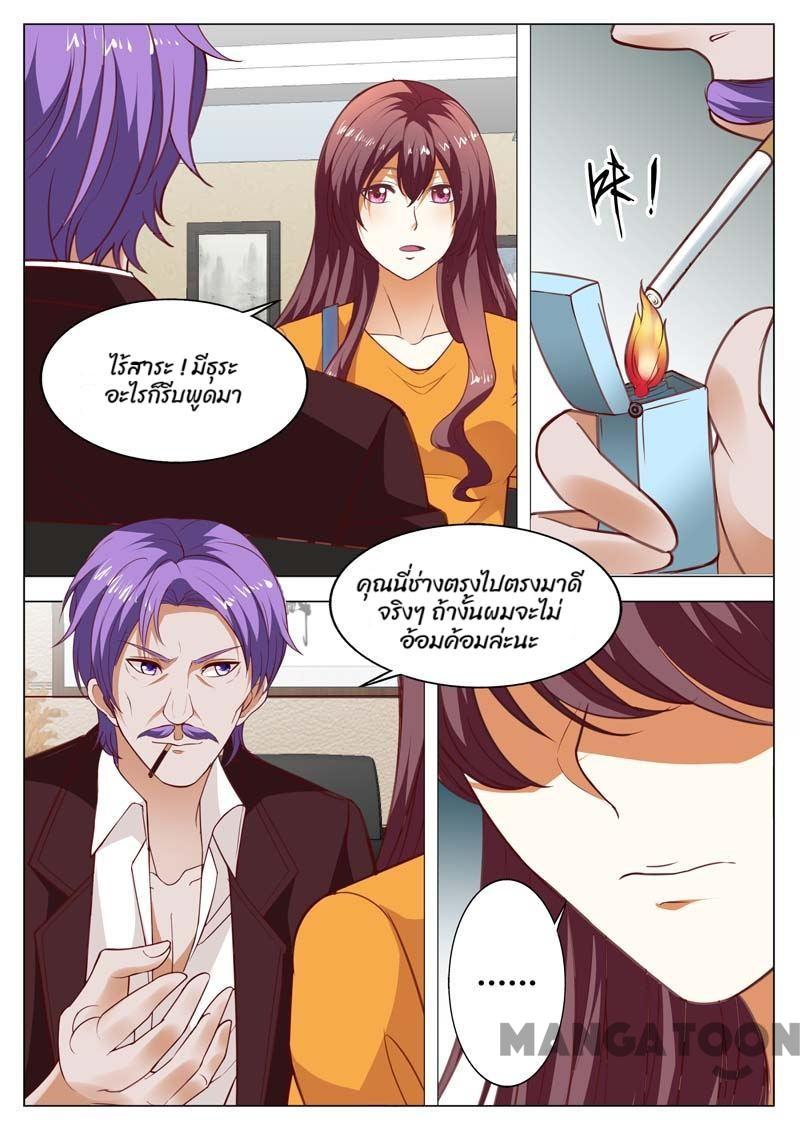 ไร้สาระ ! มีธุระ
อะไรก็รีบพูดมา
咔！
คุณนี่ช่างตรงไปตรงมาดี
จริงๆ ถ้างั้นผมจะไม่
อ้อมค้อมล่ะนะ
......
MANGATOON